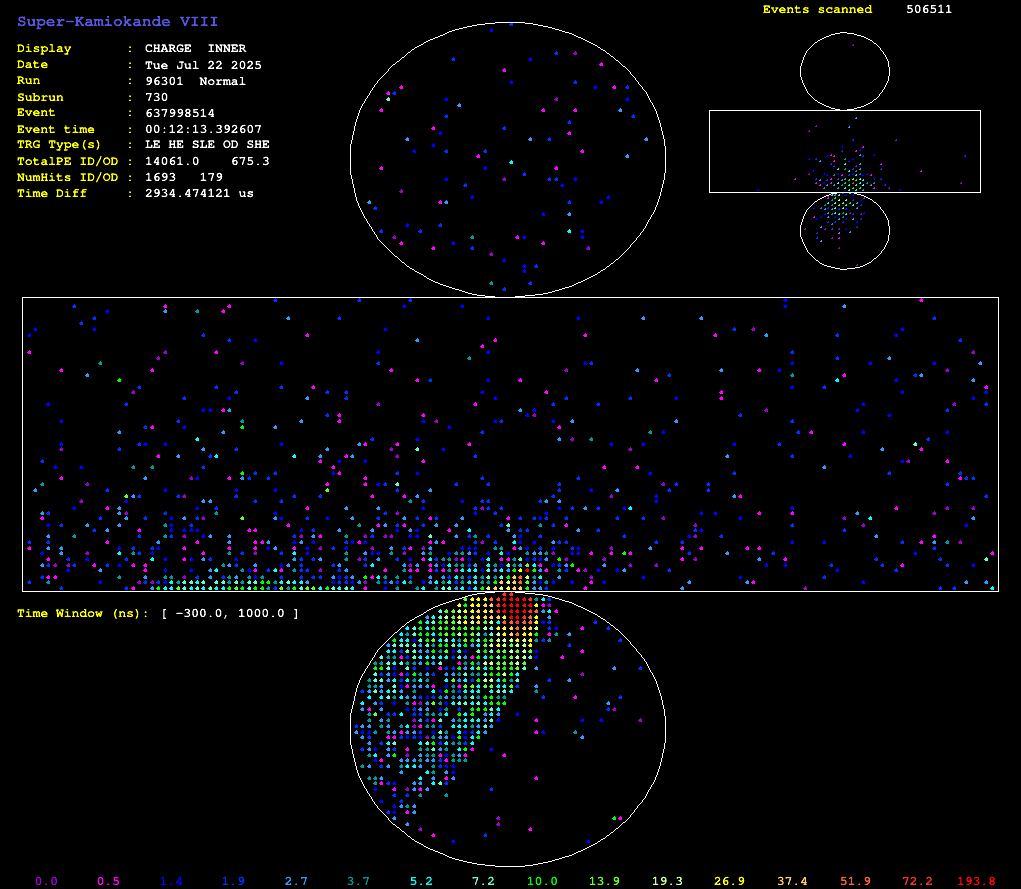 Super-Kamiokande VIII
Events scanned 506511
Display : CHARGE INNER
Date : Tue Jul 22 2025
Run : 96301 Normal
Subrun : 730
Event : 637998514
Event time : 00:12:13.392607
TRG Type(s) : LE HE SLE OD SHE
TotalPE ID/OD : 14061.0 675.3
NumHits ID/OD : 1693 179
Time Diff : 2934.474121 us
Time Window (ns): [ -300.0, 1000.0 ]
0.0 0.5 1.4 1.9 2.7 3.7 5.2 7.2 10.0 13.9 19.3 26.9 37.4 51.9 72.2 193.8